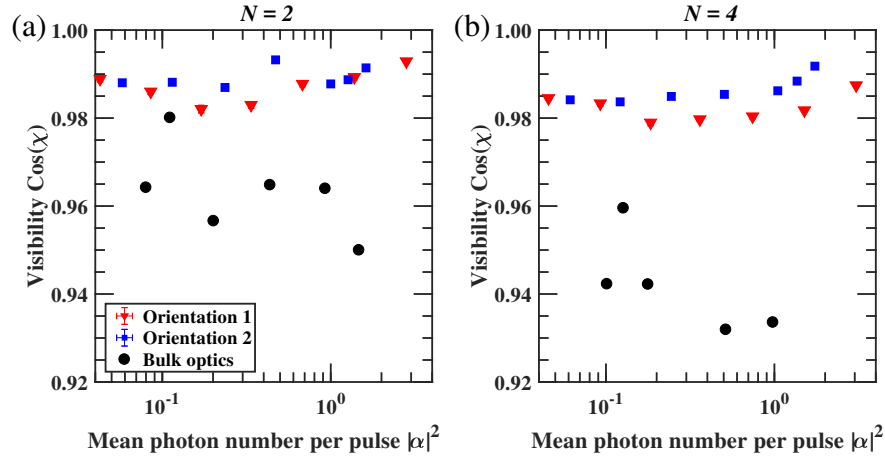 (a)
N = 2
Visibility Cos(χ)
1.00
0.98
0.96
0.94
0.92
Orientation 1
Orientation 2
Bulk optics
10⁻¹
10⁰
Mean photon number per pulse |α|²
(b)
N = 4
Visibility Cos(χ)
1.00
0.98
0.96
0.94
0.92
10⁻¹
10⁰
Mean photon number per pulse |α|²